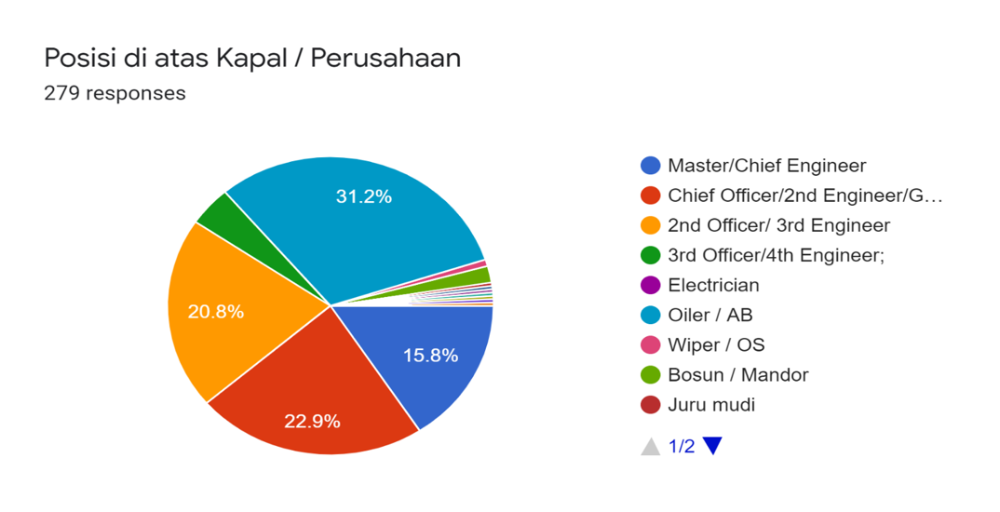 Posisi di atas Kapal / Perusahaan
279 responses
31.2%
20.8%
15.8%
22.9%
Master/Chief Engineer
Chief Officer/2nd Engineer/G…
2nd Officer/ 3rd Engineer
3rd Officer/4th Engineer;
Electrician
Oiler / AB
Wiper / OS
Bosun / Mandor
Juru mudi
1/2